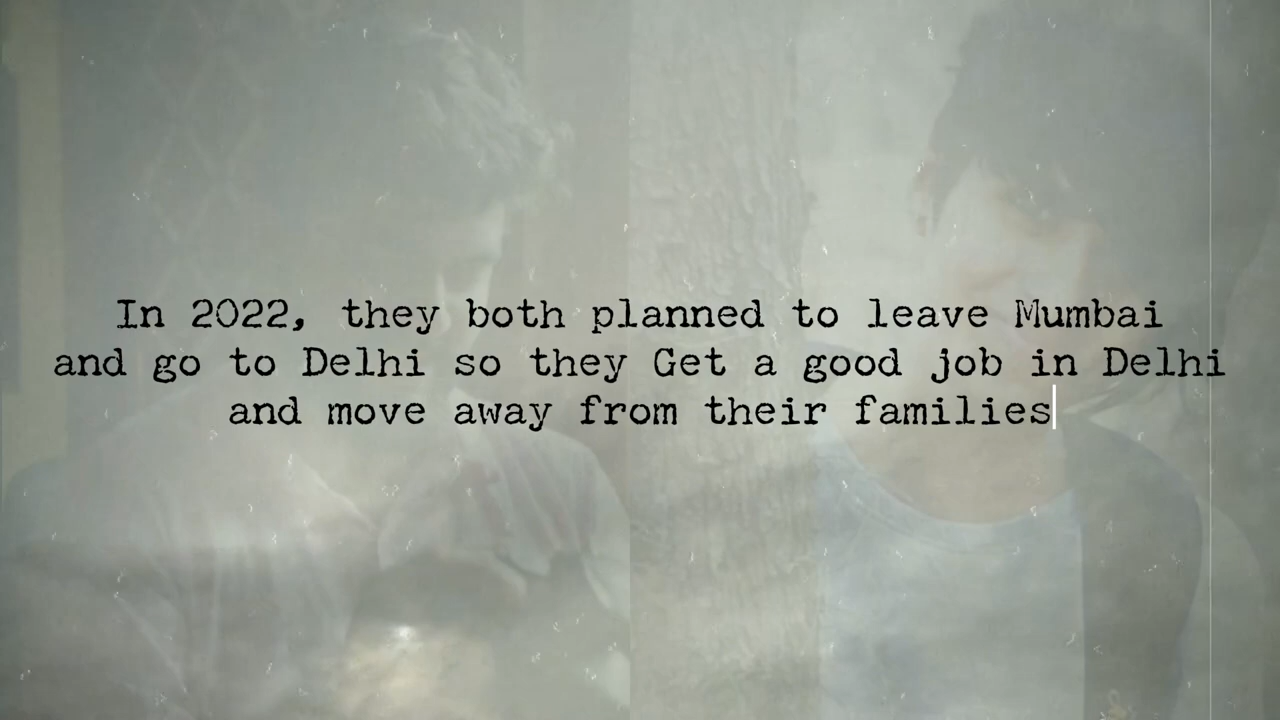 In 2022, they both planned to leave Mumbai
and go to Delhi so they Get a good job in Delhi
and move away from their families